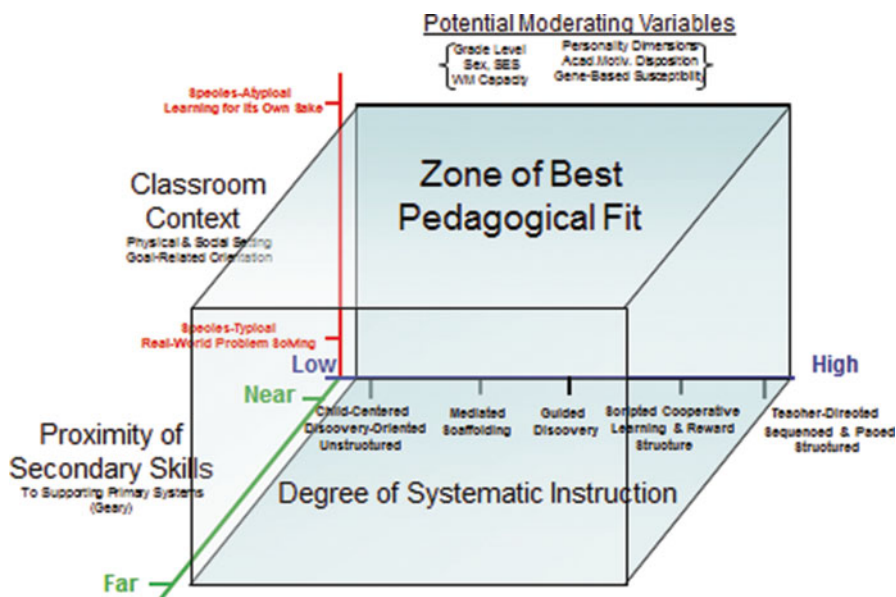 Potential Moderating Variables
Grade Level
Sex, SES
WM Capacity
Personality Dimensions
Acad.Motiv. Disposition
Gene-Based Susceptibility
Species-Atypical
Learning for Its Own Sake
Zone of Best
Pedagogical Fit
Classroom
Context
Physical & Social Setting
Goal-Related Orientation
Species-Typical
Real-World Problem Solving
Low
High
Near
Child-Centered
Discovery-Oriented
Unstructured
Mediated
Scaffolding
Guided
Discovery
Scripted Cooperative
Learning & Reward
Structure
Teacher-Directed
Sequenced & Paced
Structured
Proximity of
Secondary Skills
To Supporting Primary Systems
(Geary)
Degree of Systematic Instruction
Far